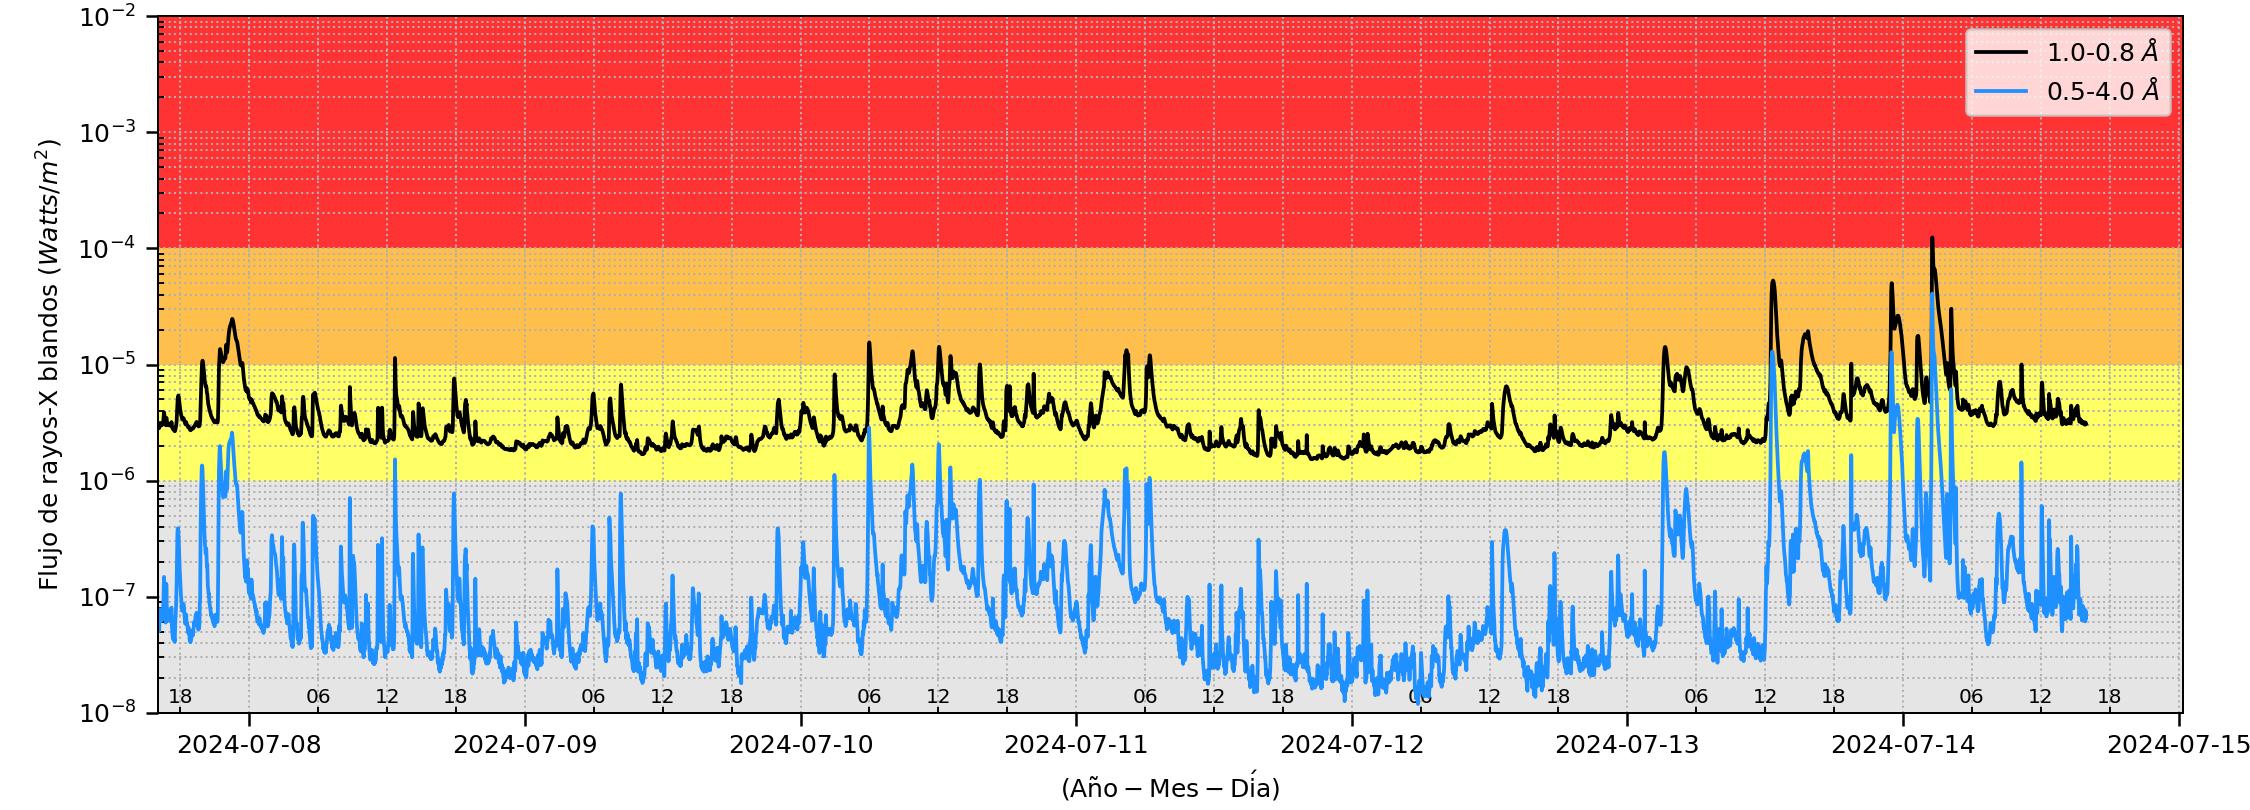 10⁻²
10⁻³
10⁻⁴
10⁻⁵
10⁻⁶
10⁻⁷
10⁻⁸
Flujo de rayos-X blandos (Watts/m²)
1.0-0.8 Å
0.5-4.0 Å
18 06 12 18 06 12 18 06 12 18 06 12 18 06 12 18 06 12 18 06 12 18
2024-07-08 2024-07-09 2024-07-10 2024-07-11 2024-07-12 2024-07-13 2024-07-14 2024-07-15
(Año − Mes − Día)